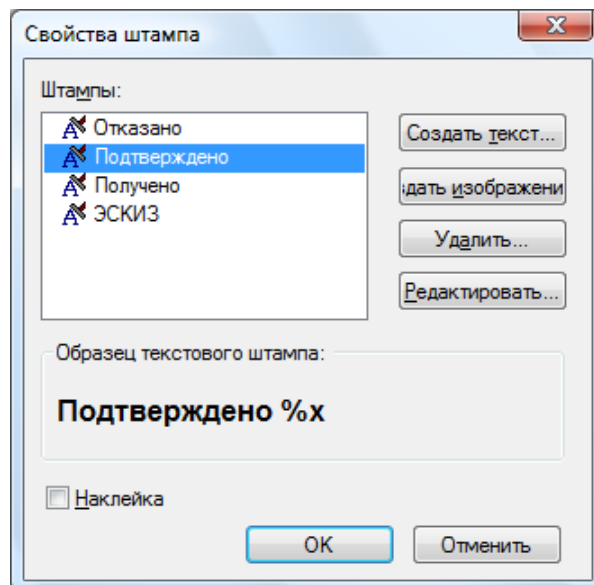 Свойства штампа
Штампы:
Отказано
Подтверждено
Получено
ЭСКИЗ
Создать текст...
здать изображени
Удалить...
Редактировать...
Образец текстового штампа:
Подтверждено %x
Наклейка
OK
Отменить